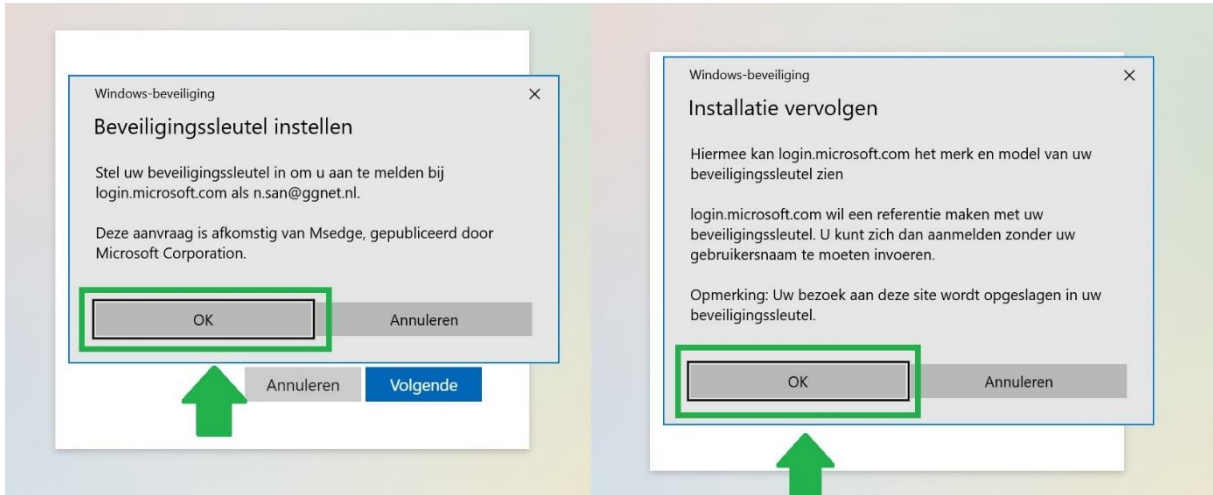 Windows-beveiliging
Beveiligingssleutel instellen
Stel uw beveiligingssleutel in om u aan te melden bij
login.microsoft.com als n.san@ggnet.nl.
Deze aanvraag is afkomstig van Msedge, gepubliceerd door
Microsoft Corporation.
OK
Annuleren
Annuleren
Volgende
Windows-beveiliging
Installatie vervolgen
Hiermee kan login.microsoft.com het merk en model van uw
beveiligingssleutel zien
login.microsoft.com wil een referentie maken met uw
beveiligingssleutel. U kunt zich dan aanmelden zonder uw
gebruikersnaam te moeten invoeren.
Opmerking: Uw bezoek aan deze site wordt opgeslagen in uw
beveiligingssleutel.
OK
Annuleren